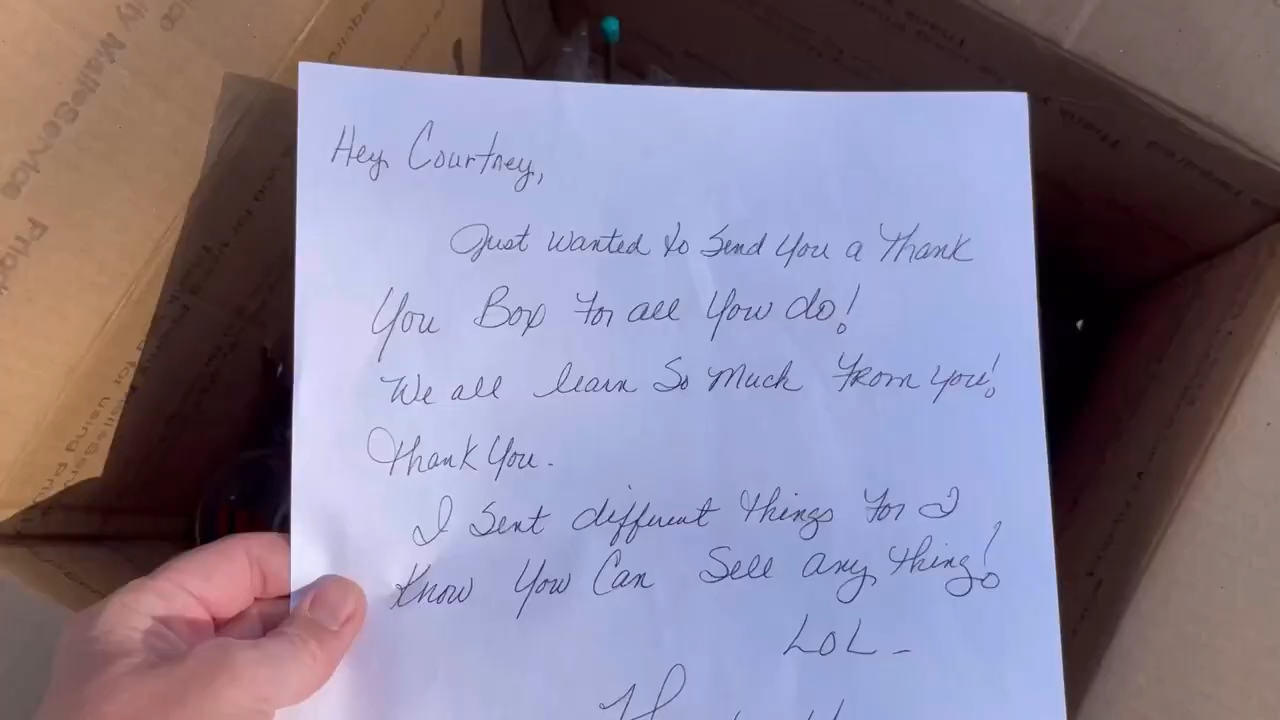 Hey Courtney,
Just wanted to Send You a Thank
You Box For all You do!
We all learn So Much From you!
Thank You.
I Sent different things For I
Know You Can Sell any thing!
LOL -